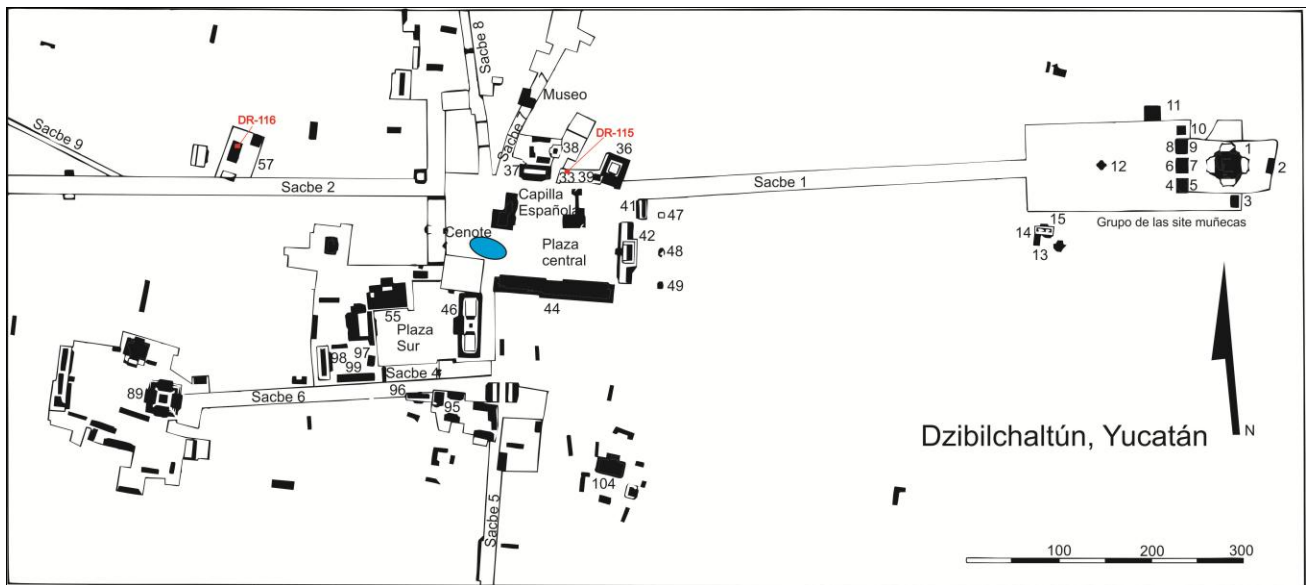 Sacbe 8
Museo
DR-116
DR-115
Sacbe 9
Sacbe 7
38
36
11
10
57
37
33
39
8
9
1
12
6
7
2
Sacbe 2
Sacbe 1
4
5
3
Capilla
Española
41
47
Grupo de las site muñecas
Cenote
42
15
14
13
Plaza
central
48
49
44
55
46
Plaza
Sur
98
97
99
Sacbe 4
89
Sacbe 6
96
95
104
Sacbe 5
Dzibilchaltún, Yucatán
N
100
200
300